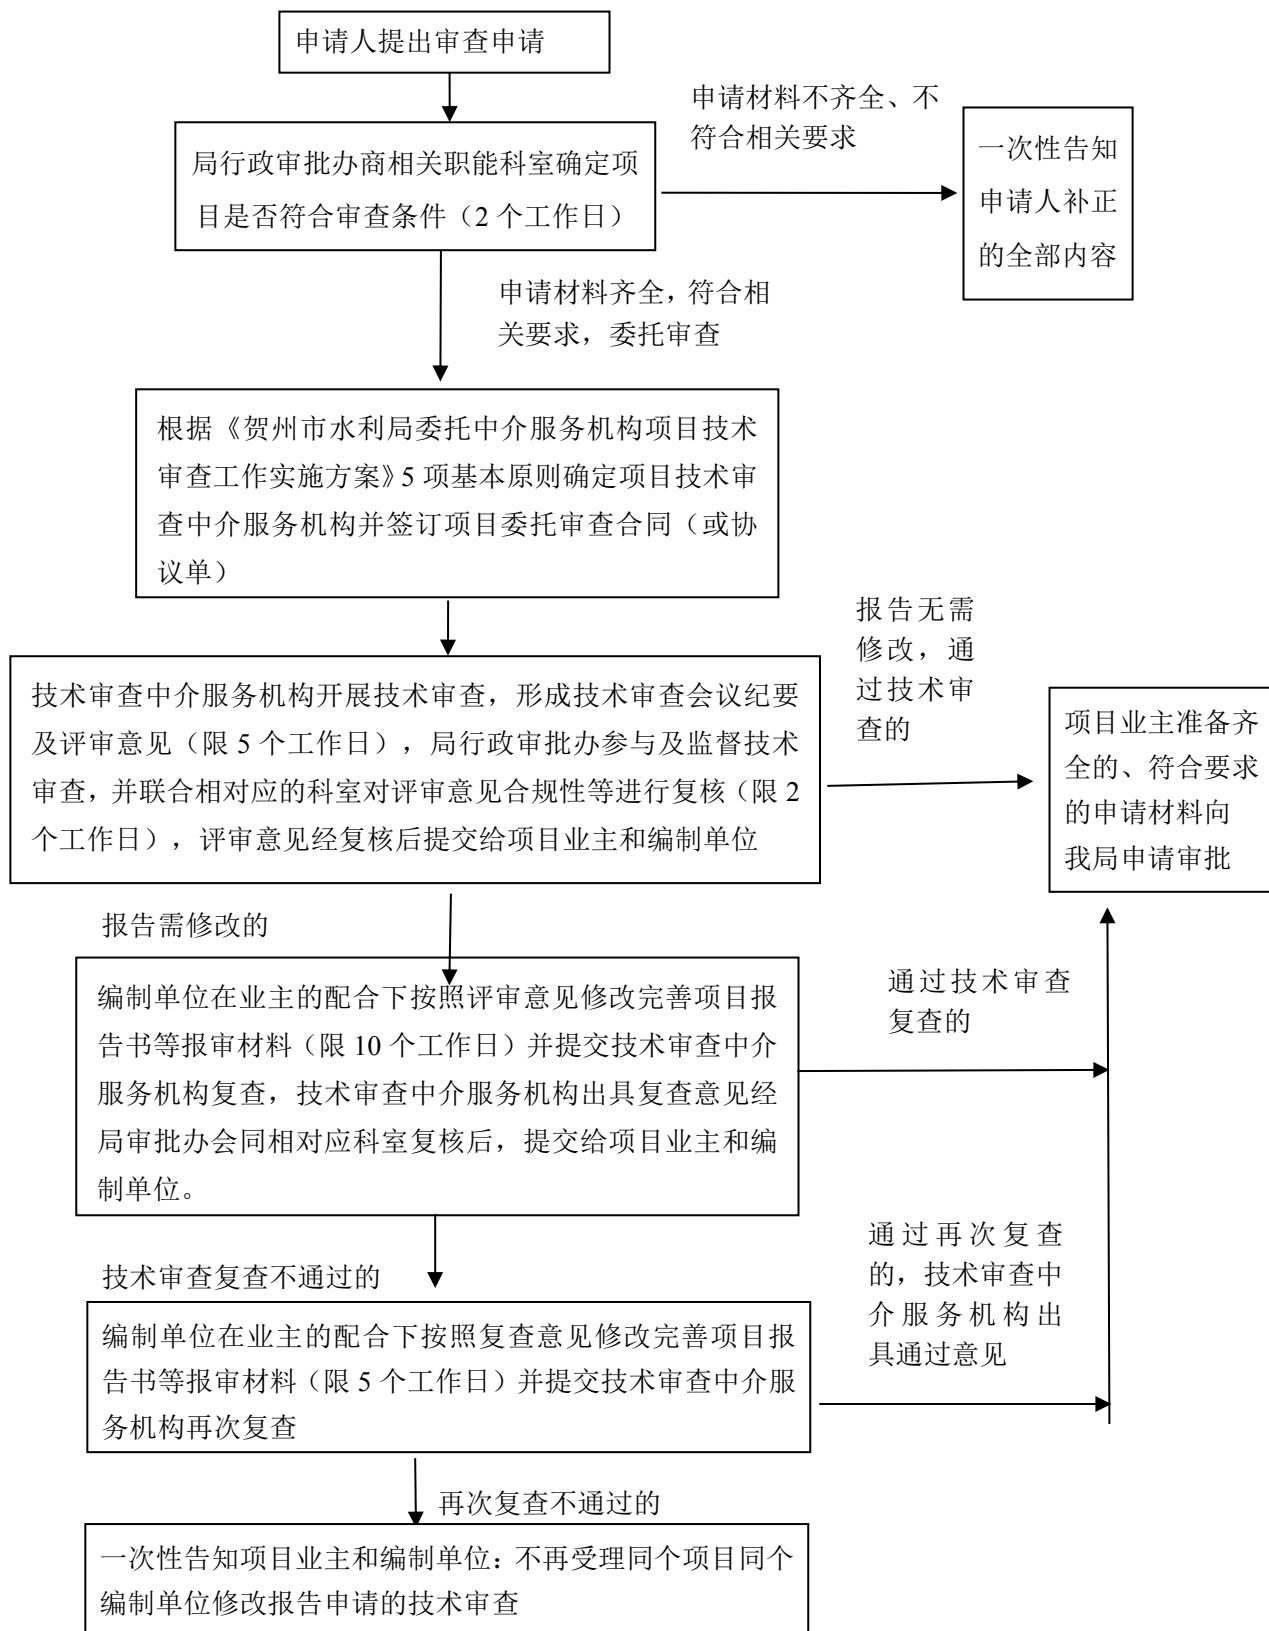 申请人提出审查申请
申请材料不齐全、不
符合相关要求
局行政审批办商相关职能科室确定项
目是否符合审查条件（2 个工作日）
一次性告知
申请人补正
的全部内容
申请材料齐全，符合相
关要求，委托审查
根据《贺州市水利局委托中介服务机构项目技术
审查工作实施方案》5 项基本原则确定项目技术审
查中介服务机构并签订项目委托审查合同（或协
议单）
报告无需
修改，通
过技术审
查的
技术审查中介服务机构开展技术审查，形成技术审查会议纪要
及评审意见（限 5 个工作日），局行政审批办参与及监督技术
审查，并联合相对应的科室对评审意见合规性等进行复核（限 2
个工作日），评审意见经复核后提交给项目业主和编制单位
项目业主准备齐
全的、符合要求
的申请材料向
我局申请审批
报告需修改的
编制单位在业主的配合下按照评审意见修改完善项目报
告书等报审材料（限 10 个工作日）并提交技术审查中介
服务机构复查，技术审查中介服务机构出具复查意见经
局审批办会同相对应科室复核后，提交给项目业主和编
制单位。
通过技术审查
复查的
技术审查复查不通过的
通过再次复查
的，技术审查中
介服务机构出
具通过意见
编制单位在业主的配合下按照复查意见修改完善项目报
告书等报审材料（限 5 个工作日）并提交技术审查中介服
务机构再次复查
再次复查不通过的
一次性告知项目业主和编制单位：不再受理同个项目同个
编制单位修改报告申请的技术审查